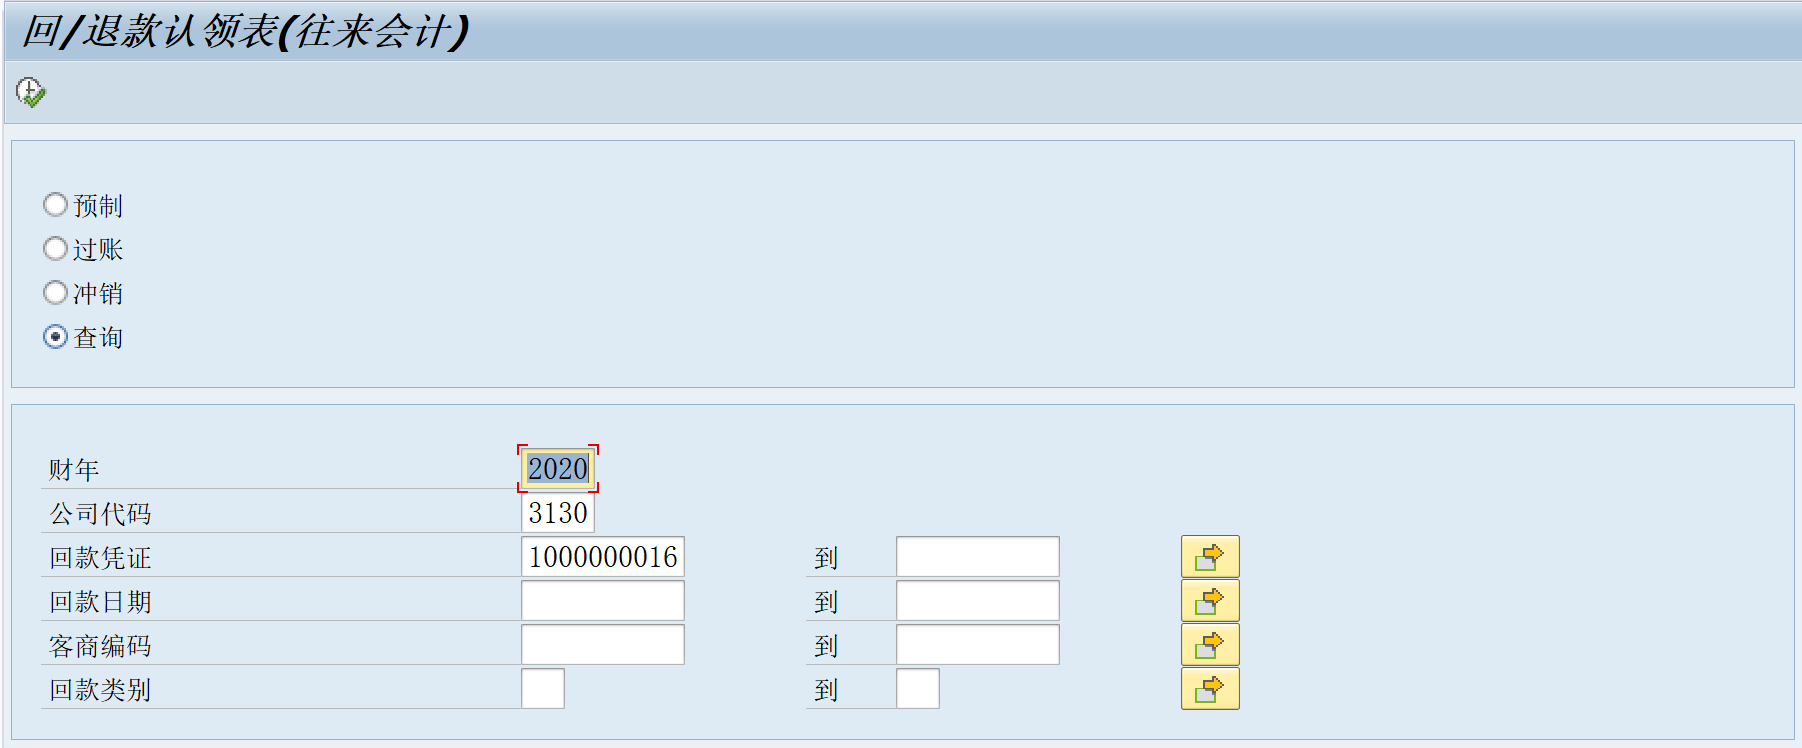 回/退款认领表(往来会计)
预制
过账
冲销
查询
财年 2020
公司代码 3130
回款凭证 1000000016 到
回款日期 到
客商编码 到
回款类别 到